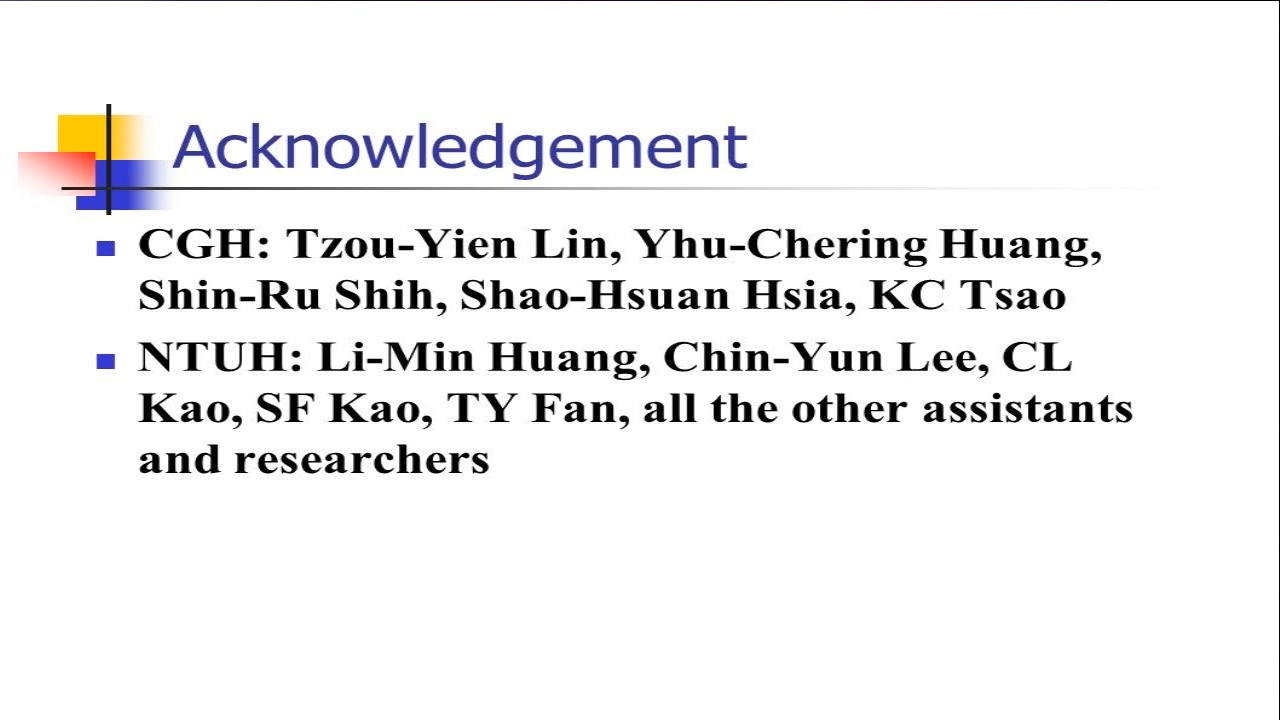 Acknowledgement
CGH: Tzou-Yien Lin, Yhu-Chering Huang,
Shin-Ru Shih, Shao-Hsuan Hsia, KC Tsao
NTUH: Li-Min Huang, Chin-Yun Lee, CL
Kao, SF Kao, TY Fan, all the other assistants
and researchers